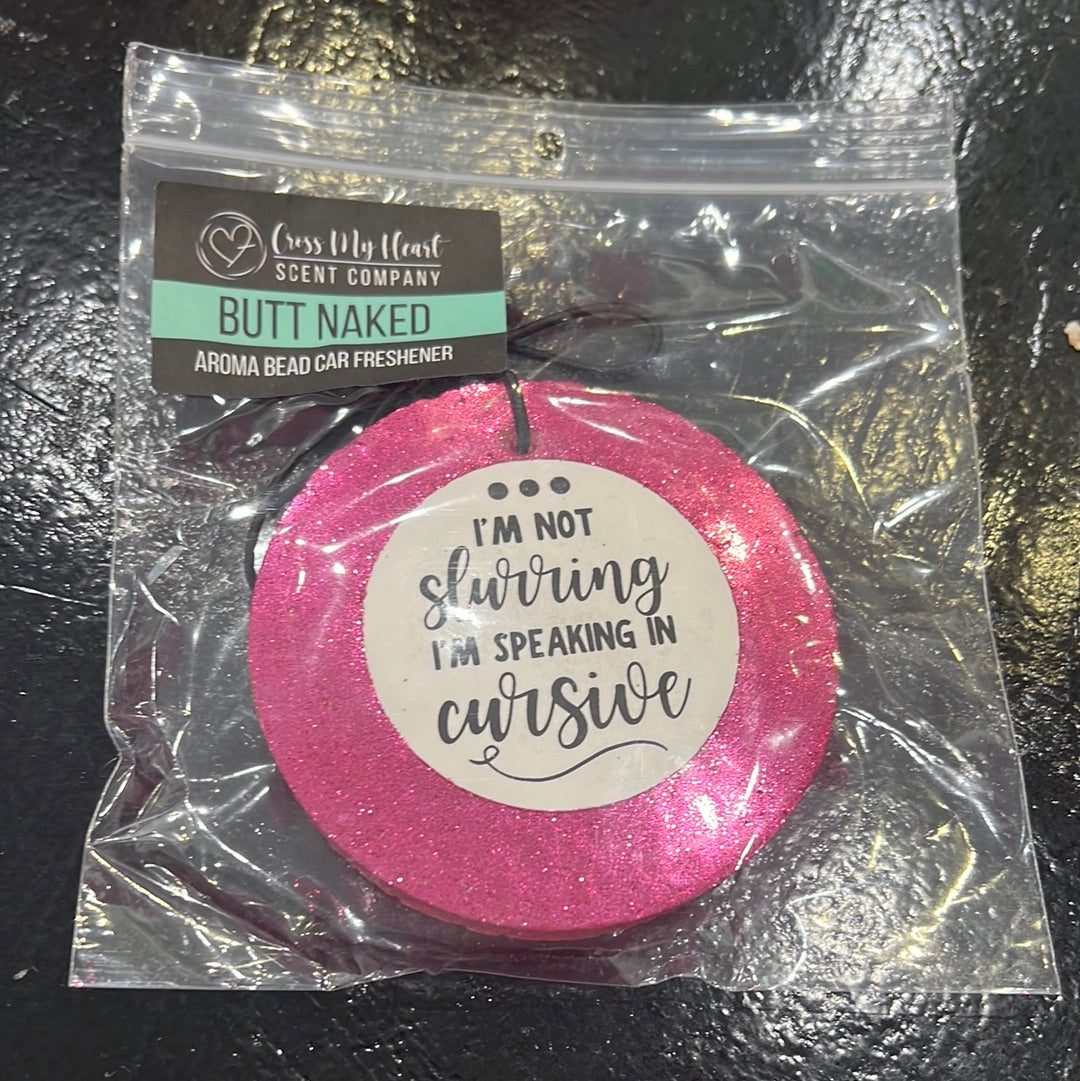 Cross My Heart
SCENT COMPANY
BUTT NAKED
AROMA BEAD CAR FRESHENER
I'M NOT
slurring
I'M SPEAKING IN
cursive